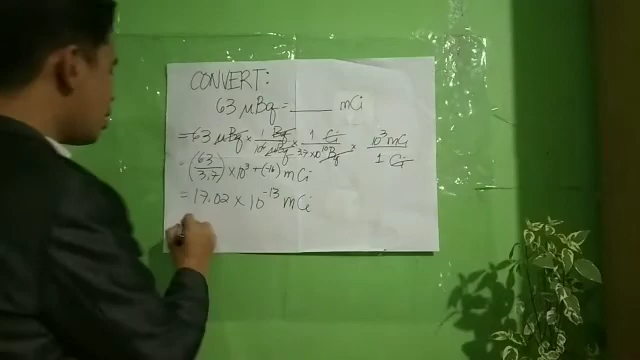 CONVERT:
63 μBq = ____ mCi
= 63 μBq × 1 Bq / 10⁶ μBq × 1 Ci / 3.7 × 10¹⁰ Bq × 10³ mCi / 1 Ci
= (63 / 3.7) × 10³ + (-16) mCi
= 17.02 × 10⁻¹³ mCi